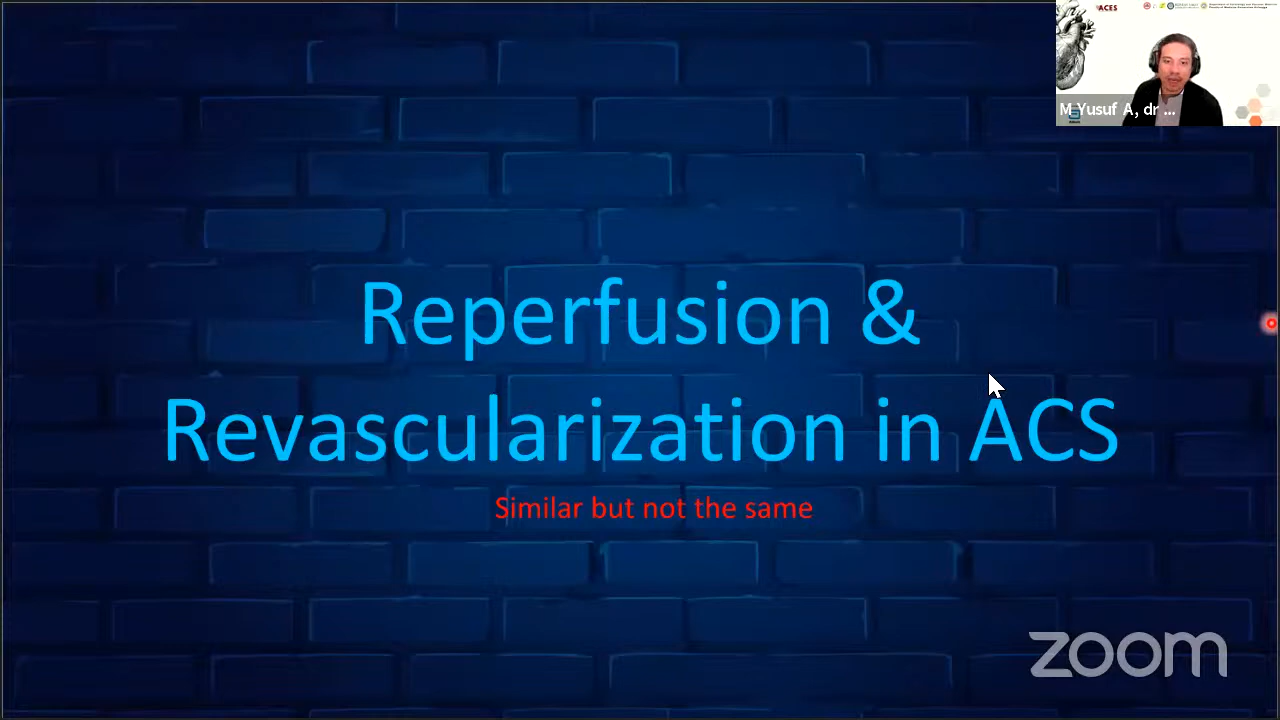 ACES
M Yusuf A, dr ...
Reperfusion &
Revascularization in ACS
Similar but not the same
zoom